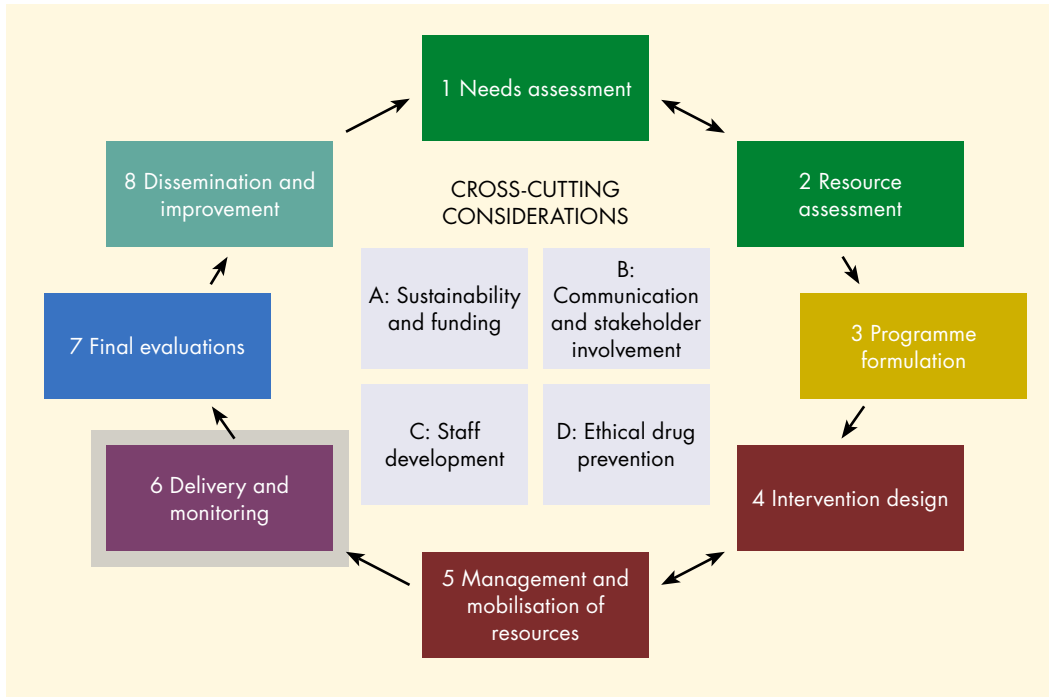 1 Needs assessment
2 Resource
assessment
3 Programme
formulation
4 Intervention design
5 Management and
mobilisation of
resources
6 Delivery and
monitoring
7 Final evaluations
8 Dissemination and
improvement
CROSS-CUTTING
CONSIDERATIONS
A: Sustainability
and funding
B:
Communication
and stakeholder
involvement
C: Staff
development
D: Ethical drug
prevention